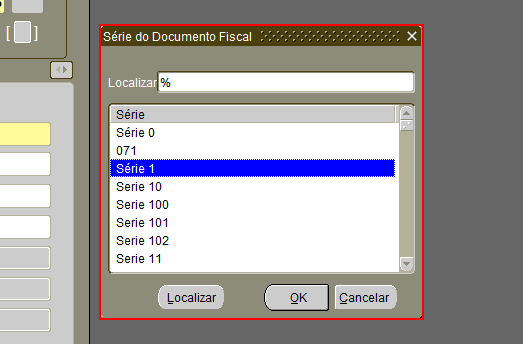 [ ]
Série do Documento Fiscal
Localizar %
Série
Série 0
071
Série 1
Serie 10
Serie 100
Serie 101
Serie 102
Serie 11
Localizar OK Cancelar